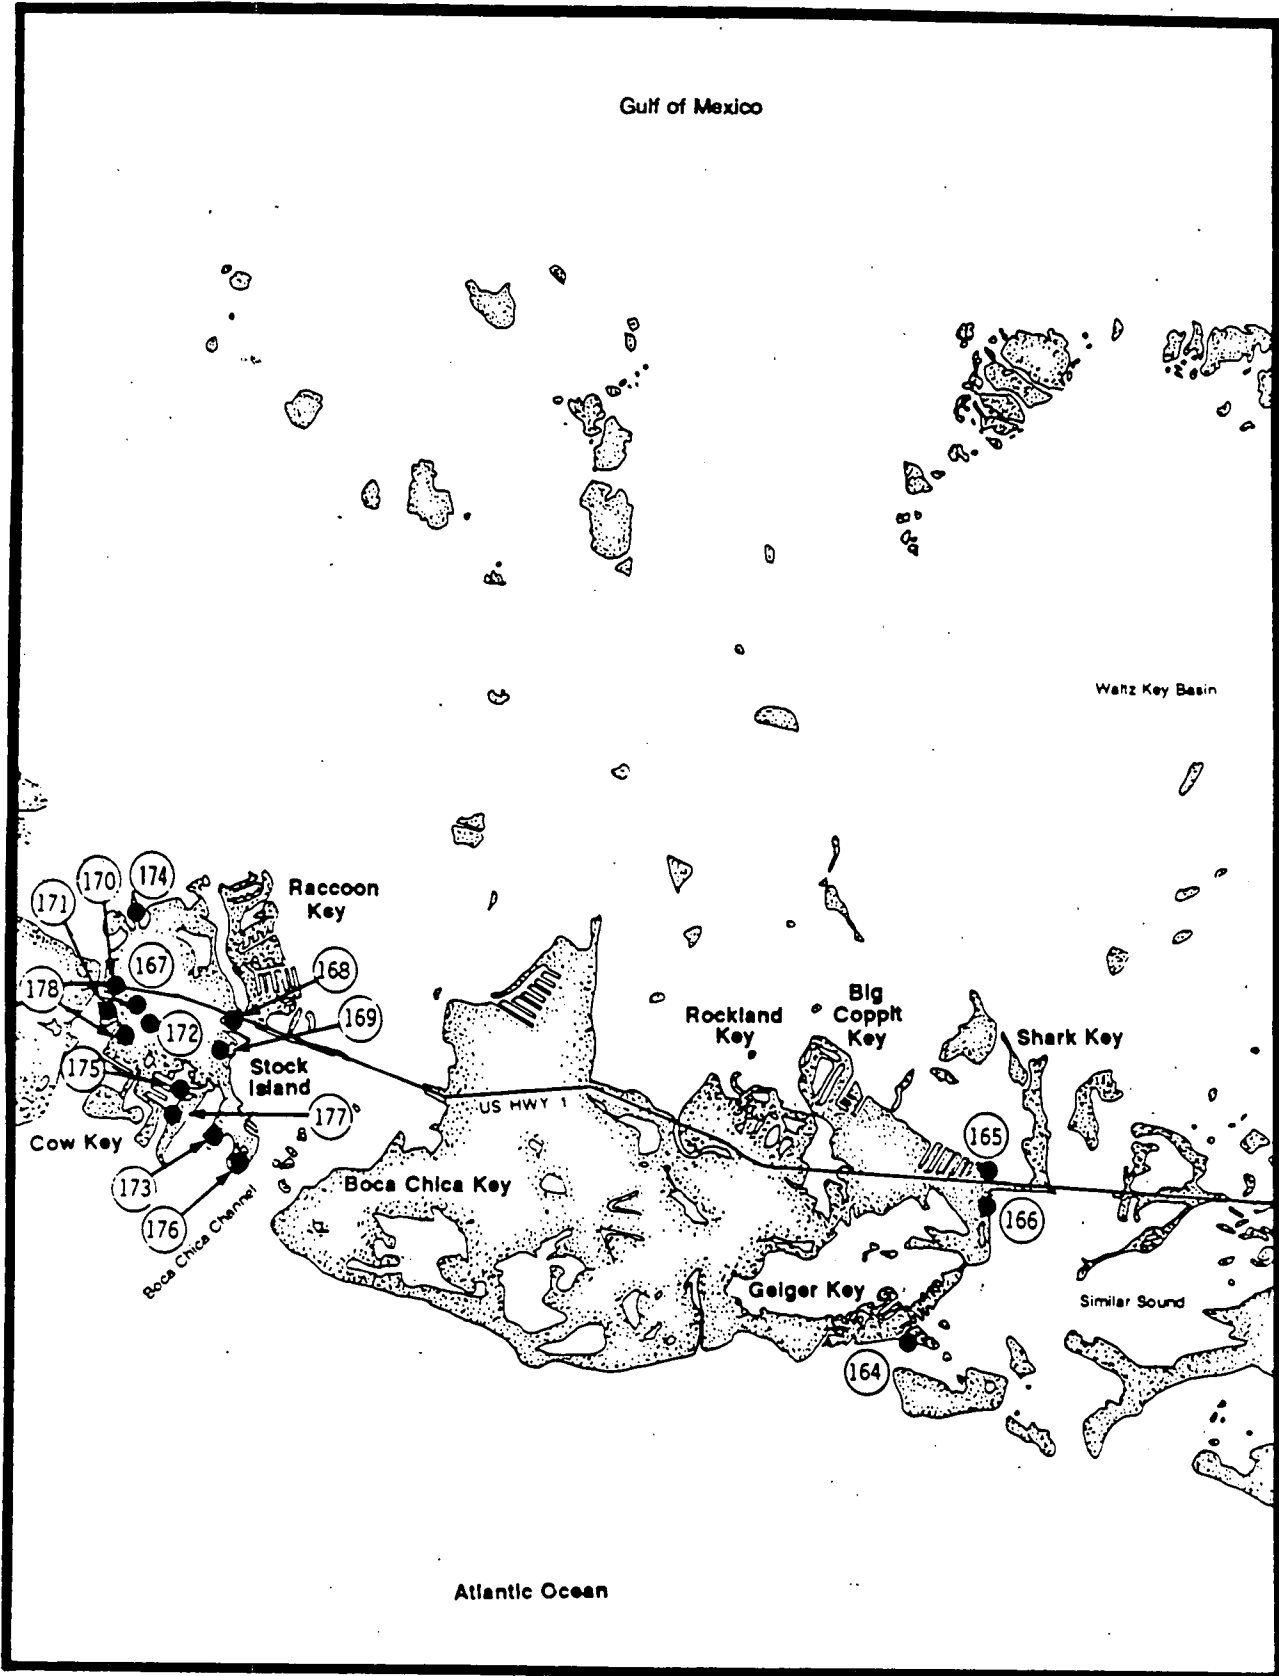 Gulf of Mexico
Waltz Key Basin
170
174
171
Raccoon
Key
167
178
168
169
172
Rockland
Key
Big
Coppit
Key
Shark Key
175
Stock
Island
US HWY 1
177
Cow Key
165
173
Boca Chica Key
176
166
Boca Chica Channel
Geiger Key
Similar Sound
164
Atlantic Ocean